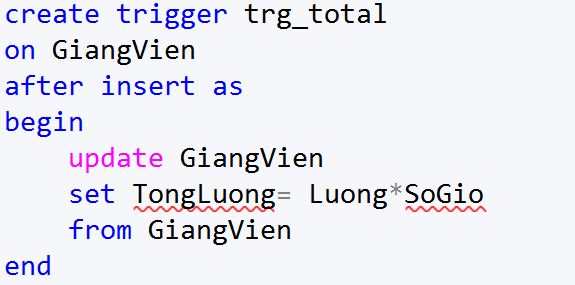 create trigger trg_total
on GiangVien
after insert as
begin
update GiangVien
set TongLuong= Luong*SoGio
from GiangVien
end